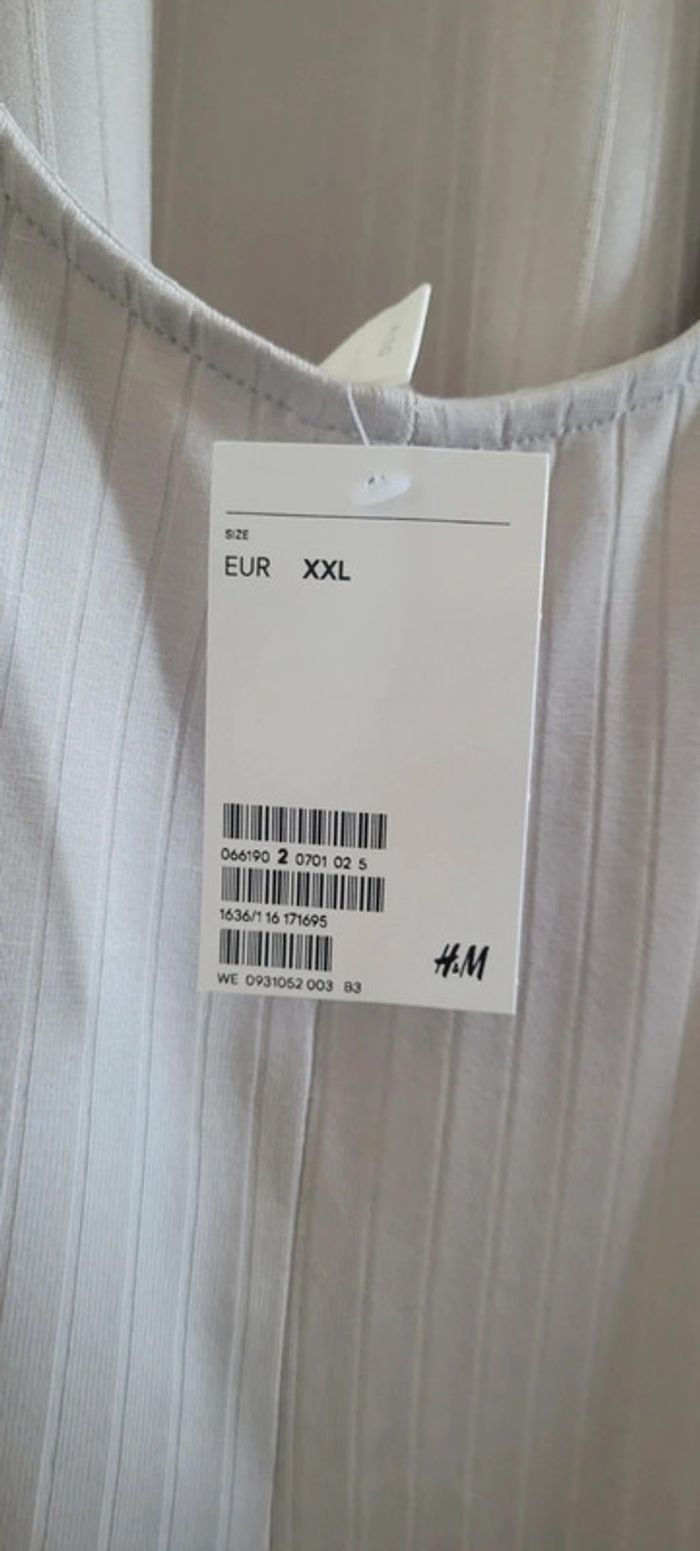 SIZE
EUR XXL
066190 2 0701 02 5
1636/1 16 171695
WE 0931052 003 B3
H&M